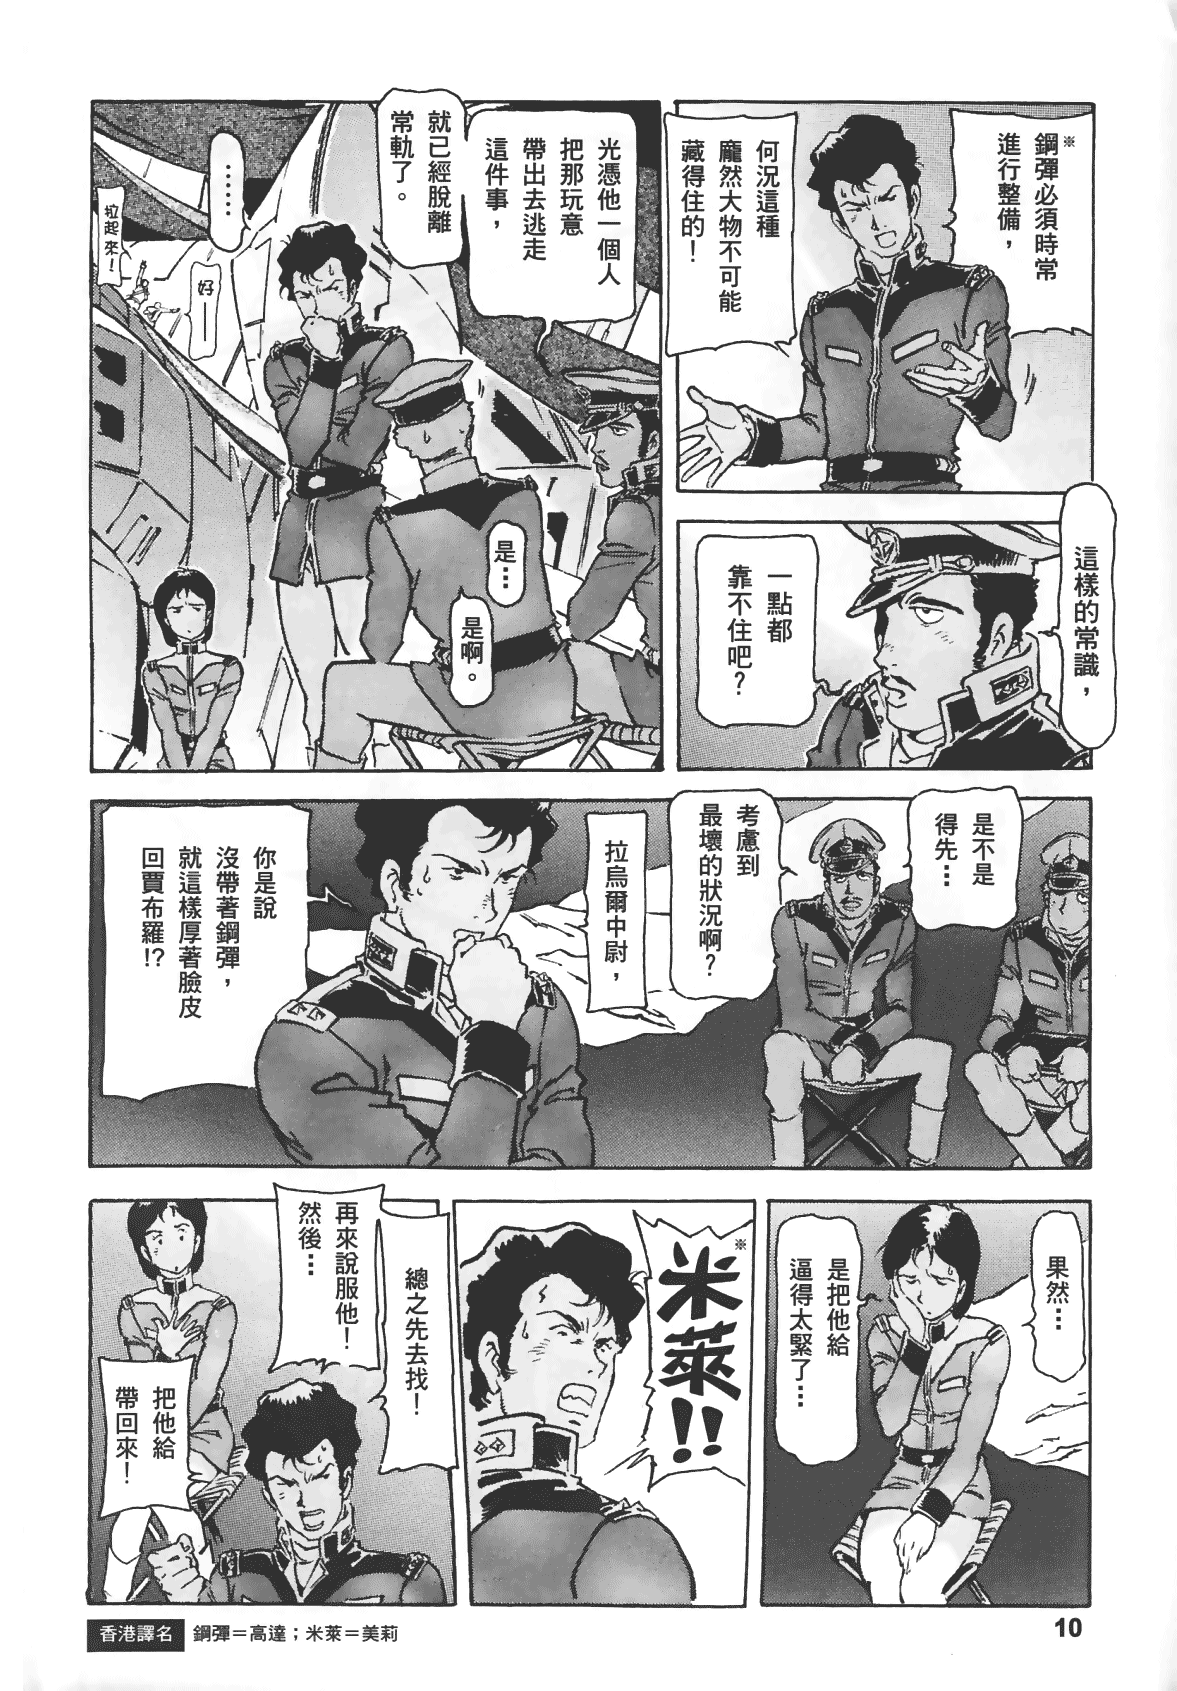 ※
鋼彈必須時常
進行整備，
何況這種
龐然大物不可能
藏得住的！
這樣的常識，
一點都
靠不住吧？
光憑他一個人
把那玩意
帶出去逃走
這件事，
就已經脫離
常軌了。
……
拉起來！
好——
是…
是啊。
是不是
得先…
考慮到
最壞的狀況啊？
拉烏爾中尉，
你是說
沒帶著鋼彈，
就這樣厚著臉皮
回賈布羅!?
果然…
是把他給
逼得太緊了…
※
米萊!!
總之先去找！
再來說服他！
然後…
把他給
帶回來！
香港譯名 鋼彈＝高達；米萊＝美莉
10